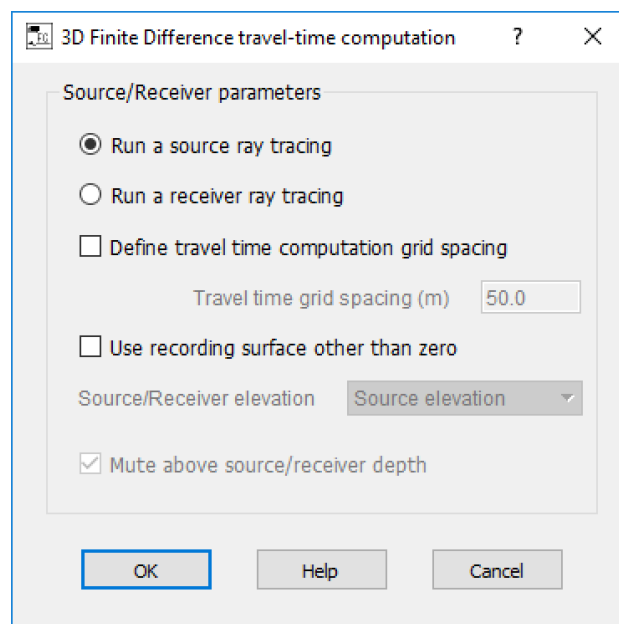 3D Finite Difference travel-time computation ?
Source/Receiver parameters
Run a source ray tracing
Run a receiver ray tracing
Define travel time computation grid spacing
Travel time grid spacing (m) 50.0
Use recording surface other than zero
Source/Receiver elevation Source elevation
Mute above source/receiver depth
OK Help Cancel